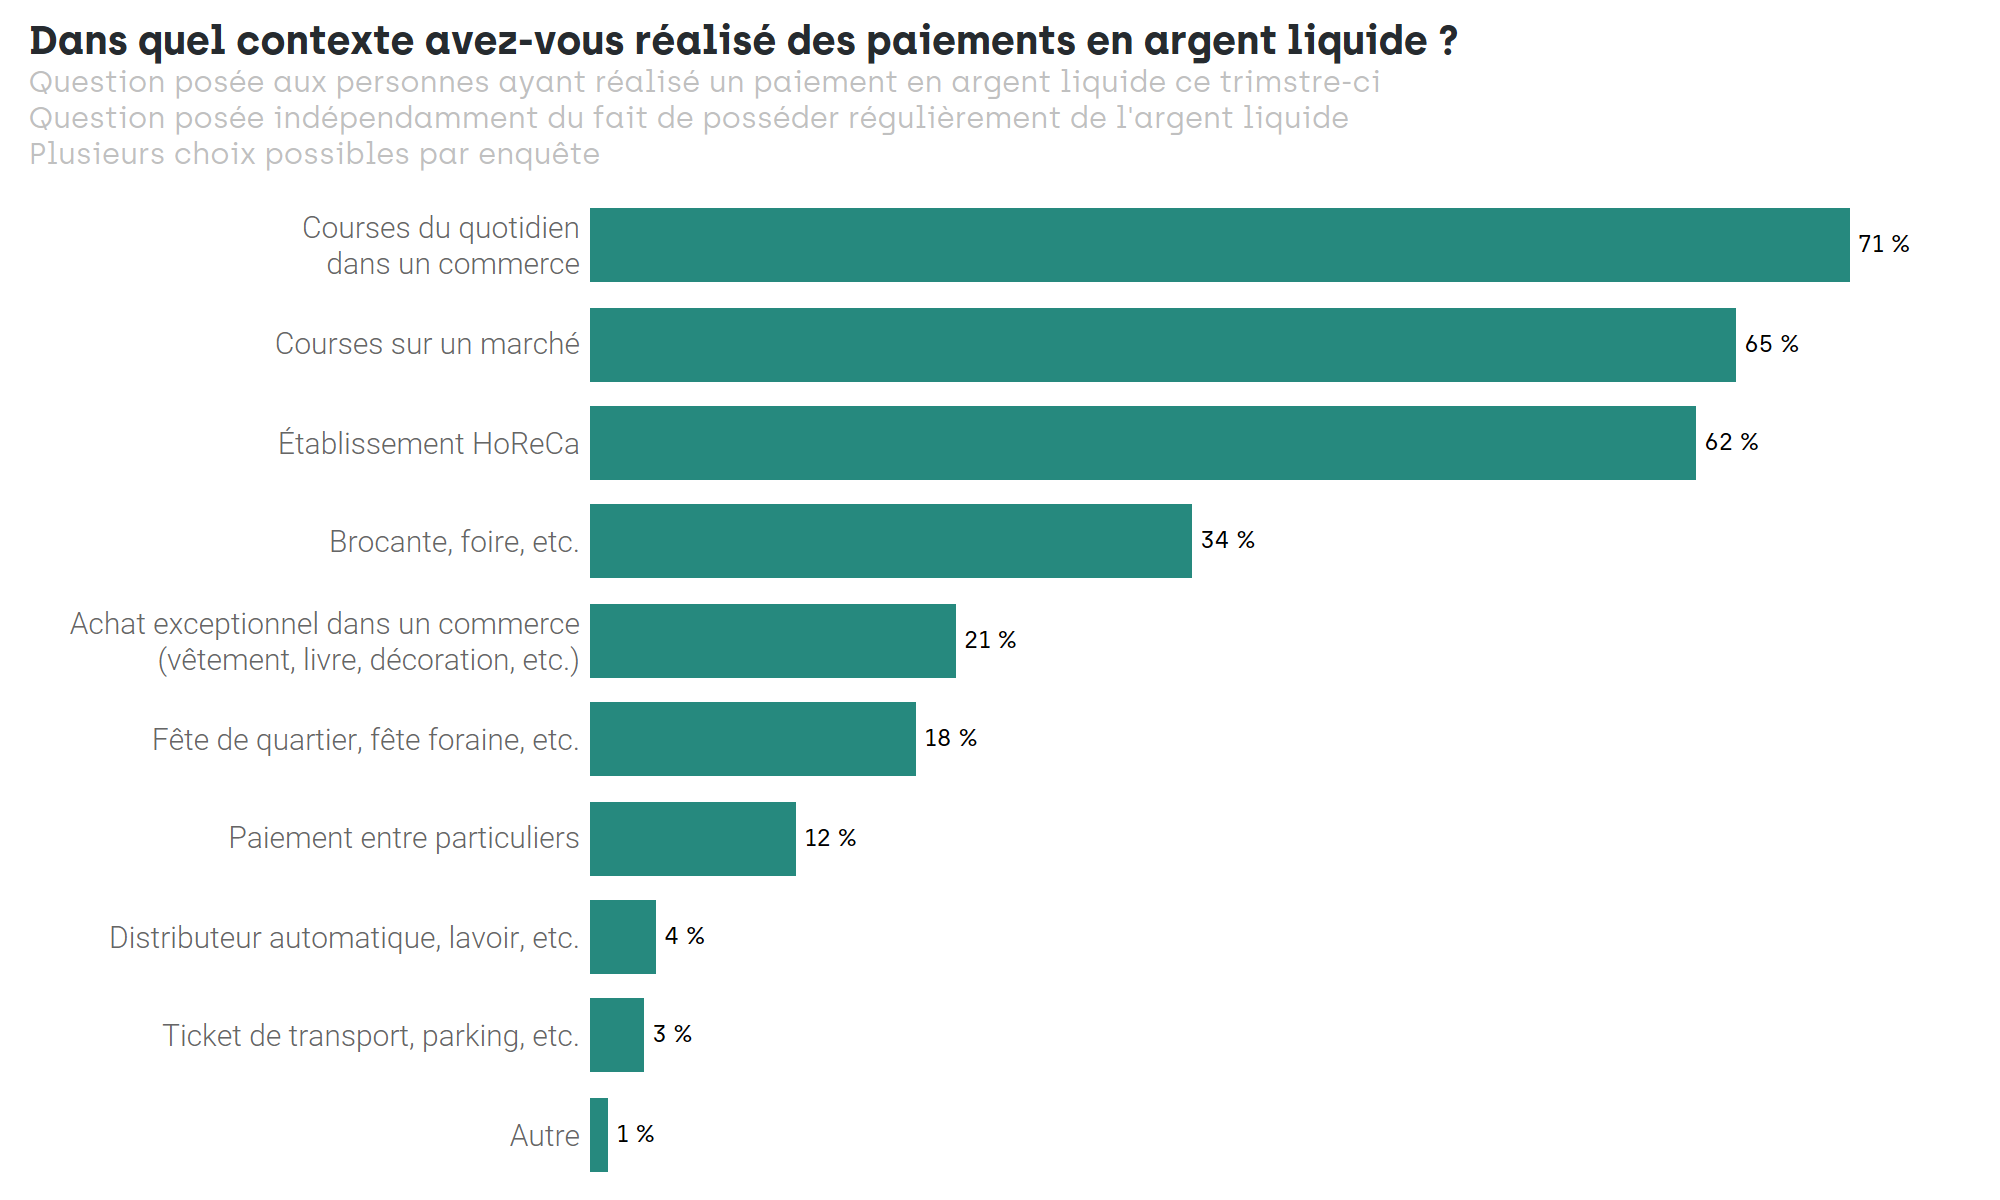 Dans quel contexte avez-vous réalisé des paiements en argent liquide ?
Question posée aux personnes ayant réalisé un paiement en argent liquide ce trimstre-ci
Question posée indépendamment du fait de posséder régulièrement de l'argent liquide
Plusieurs choix possibles par enquête
Courses du quotidien
dans un commerce
71 %
Courses sur un marché
65 %
Établissement HoReCa
62 %
Brocante, foire, etc.
34 %
Achat exceptionnel dans un commerce
(vêtement, livre, décoration, etc.)
21 %
Fête de quartier, fête foraine, etc.
18 %
Paiement entre particuliers
12 %
Distributeur automatique, lavoir, etc.
4 %
Ticket de transport, parking, etc.
3 %
Autre
1 %